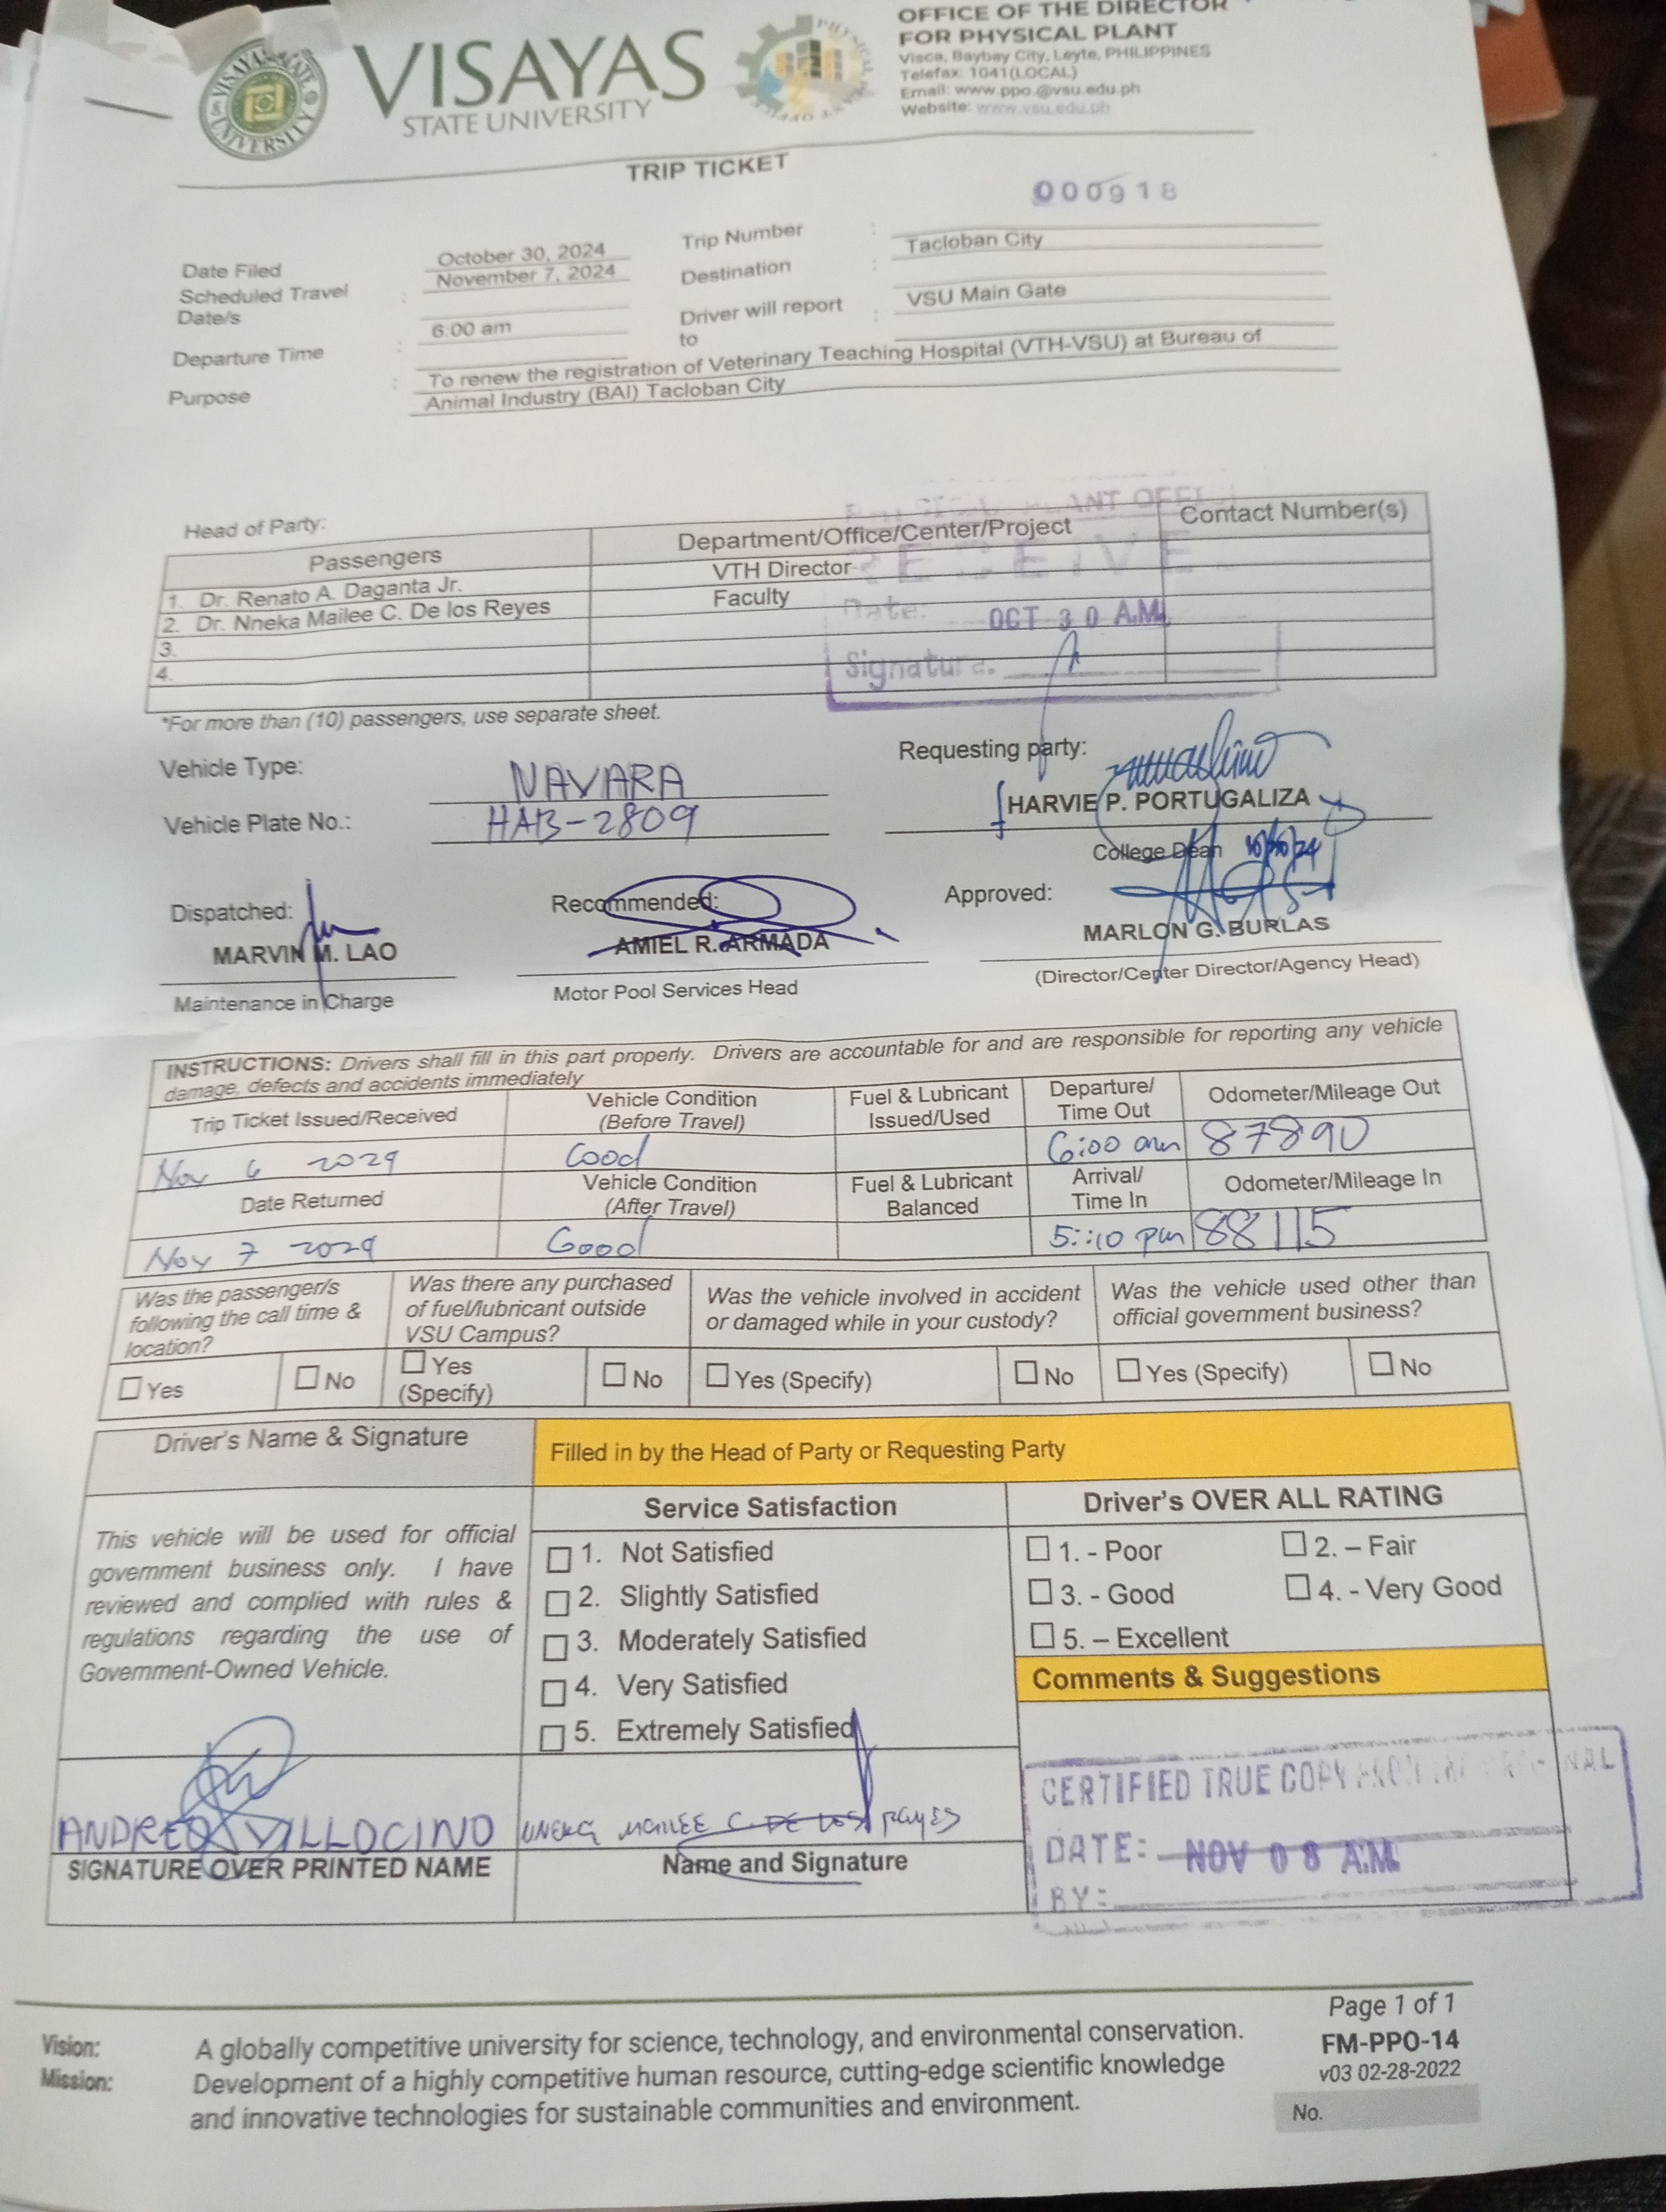 OFFICE OF THE DIRECTOR
FOR PHYSICAL PLANT
Visca, Baybay City, Leyte, PHILIPPINES
Telefax: 1041(LOCAL)
Email: www.ppo.@vsu.edu.ph
Website: www.vsu.edu.ph
VISAYAS
STATE UNIVERSITY
VISAYAS STATE UNIVERSITY
TRIP TICKET
000918
Date Filed October 30, 2024 Trip Number :
Scheduled Travel Date/s : November 7, 2024 Destination : Tacloban City
Departure Time : 6:00 am Driver will report to : VSU Main Gate
Purpose : To renew the registration of Veterinary Teaching Hospital (VTH-VSU) at Bureau of
Animal Industry (BAI) Tacloban City
Head of Party:
Passengers Department/Office/Center/Project Contact Number(s)
1. Dr. Renato A. Daganta Jr. VTH Director
2. Dr. Nneka Mailee C. De los Reyes Faculty
3.
4.
PLANT OFFI
RECEIVE
Date: OCT 30 A.M.
Signature.
*For more than (10) passengers, use separate sheet.
Vehicle Type: NAVARA Requesting party:
HARVIE P. PORTUGALIZA
Vehicle Plate No.: HAB-2809
College Dean
Dispatched: Recommended: Approved:
MARVIN M. LAO AMIEL R. ARMADA MARLON G. BURLAS
Maintenance in Charge Motor Pool Services Head (Director/Center Director/Agency Head)
INSTRUCTIONS: Drivers shall fill in this part properly. Drivers are accountable for and are responsible for reporting any vehicle
damage, defects and accidents immediately
Trip Ticket Issued/Received Vehicle Condition (Before Travel) Fuel & Lubricant Issued/Used Departure/ Time Out Odometer/Mileage Out
Nov 6 2024 Good 6:00 am 87890
Date Returned Vehicle Condition (After Travel) Fuel & Lubricant Balanced Arrival/ Time In Odometer/Mileage In
Nov 7 2024 Good 5:10 pm 88115
Was the passenger/s following the call time & location? Was there any purchased of fuel/lubricant outside VSU Campus? Was the vehicle involved in accident or damaged while in your custody? Was the vehicle used other than official government business?
☐ Yes ☐ No ☐ Yes (Specify) ☐ No ☐ Yes (Specify) ☐ No ☐ Yes (Specify) ☐ No
Driver's Name & Signature Filled in by the Head of Party or Requesting Party
This vehicle will be used for official
government business only. I have
reviewed and complied with rules &
regulations regarding the use of
Government-Owned Vehicle.
Service Satisfaction
☐ 1. Not Satisfied
☐ 2. Slightly Satisfied
☐ 3. Moderately Satisfied
☐ 4. Very Satisfied
☐ 5. Extremely Satisfied
Driver's OVER ALL RATING
☐ 1. - Poor ☐ 2. – Fair
☐ 3. - Good ☐ 4. - Very Good
☐ 5. – Excellent
Comments & Suggestions
ANDREO VILLOCINO
SIGNATURE OVER PRINTED NAME
NNEKA MAILEE C. DE LOS REYES
Name and Signature
CERTIFIED TRUE COPY
DATE: NOV 08 A.M.
BY:
Vision: A globally competitive university for science, technology, and environmental conservation.
Mission: Development of a highly competitive human resource, cutting-edge scientific knowledge
and innovative technologies for sustainable communities and environment.
Page 1 of 1
FM-PPO-14
v03 02-28-2022
No.